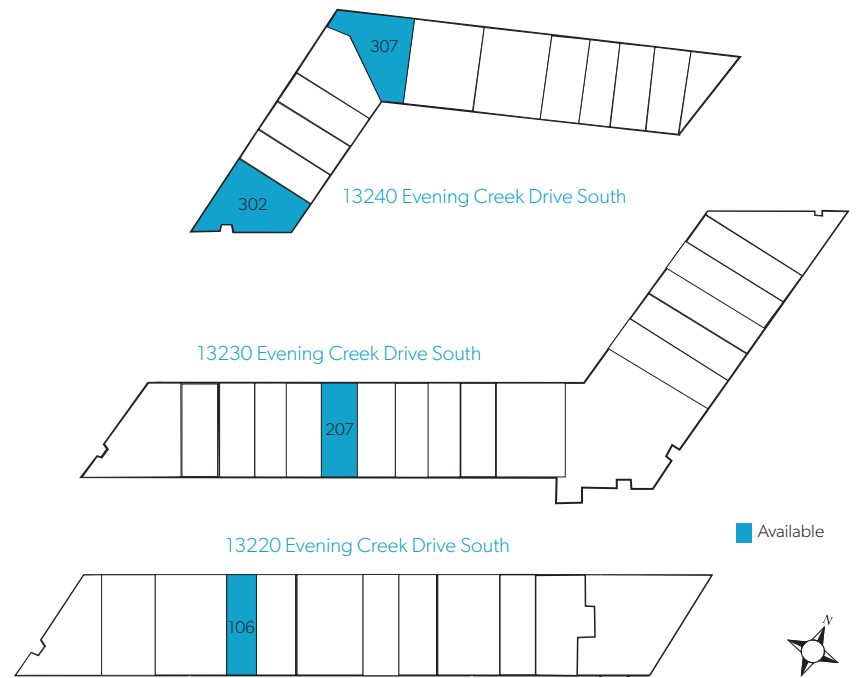 307
302
13240 Evening Creek Drive South
13230 Evening Creek Drive South
207
13220 Evening Creek Drive South
Available
106
N